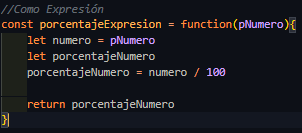 //Como Expresión
const porcentajeExpresion = function(pNumero){
    let numero = pNumero
    let porcentajeNumero
    porcentajeNumero = numero / 100

    return porcentajeNumero
}